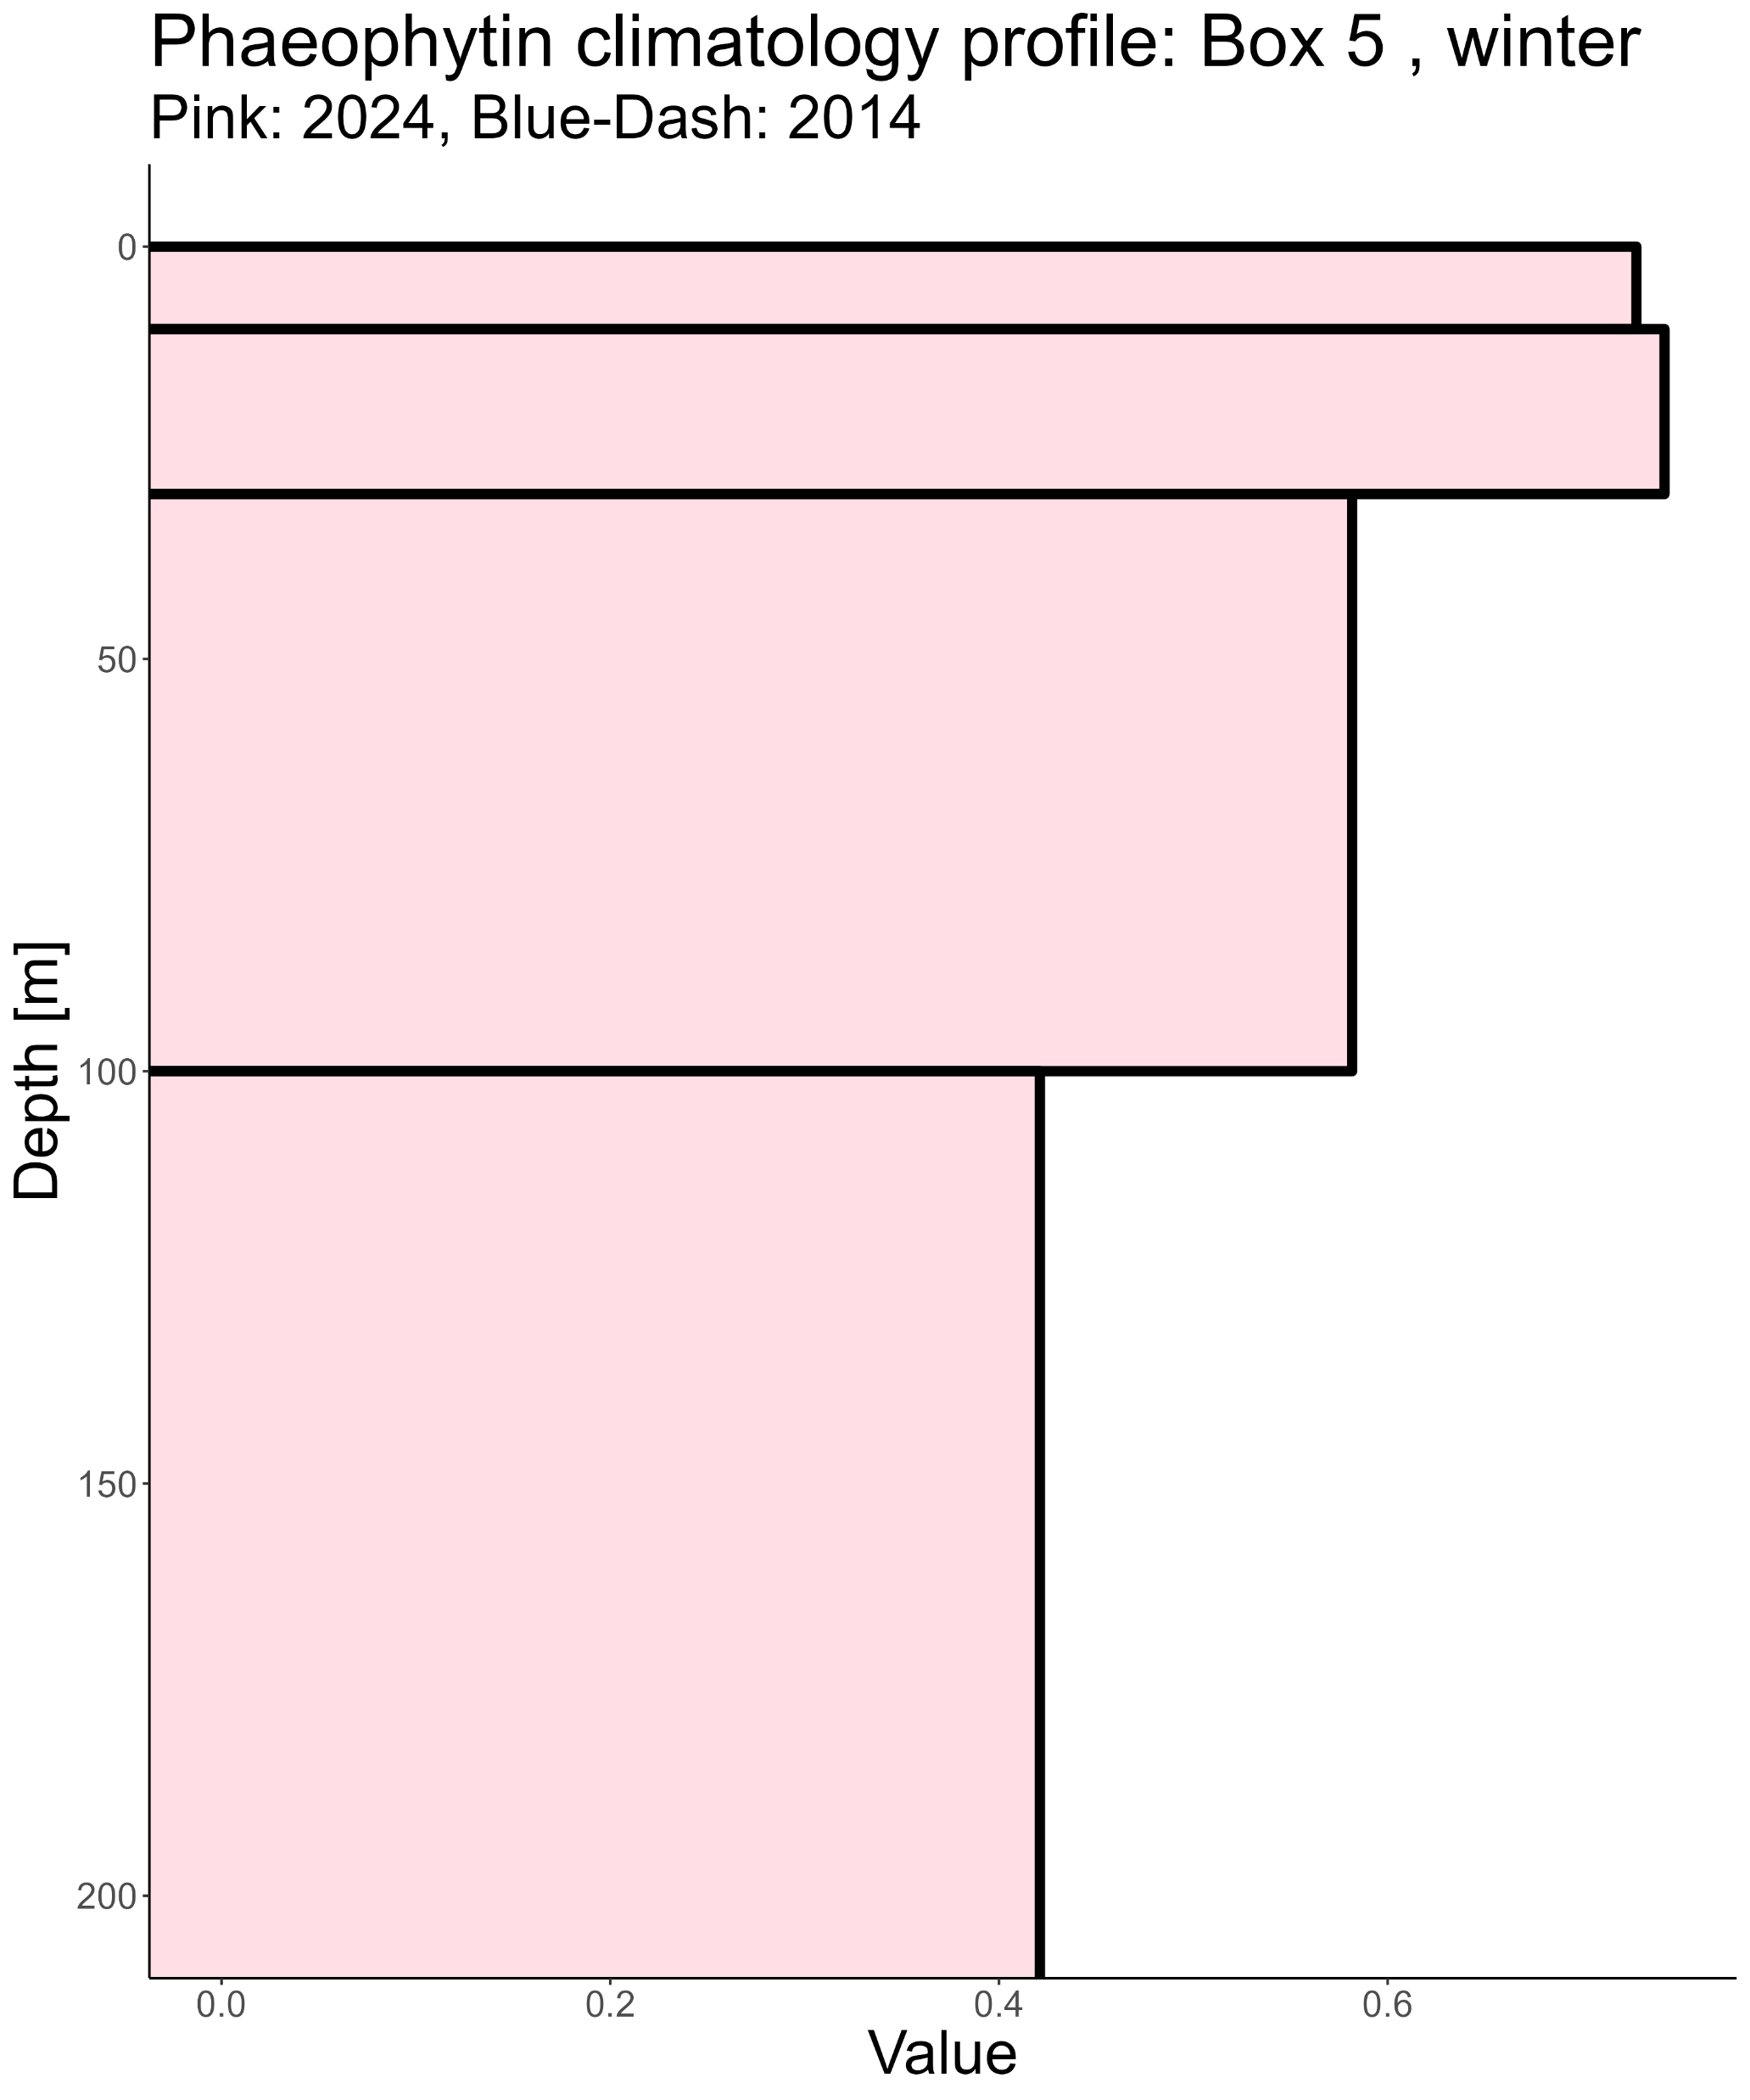 Phaeophytin climatology profile: Box 5 , winter
Pink: 2024, Blue-Dash: 2014
0
50
100
150
200
Depth [m]
0.0 0.2 0.4 0.6
Value